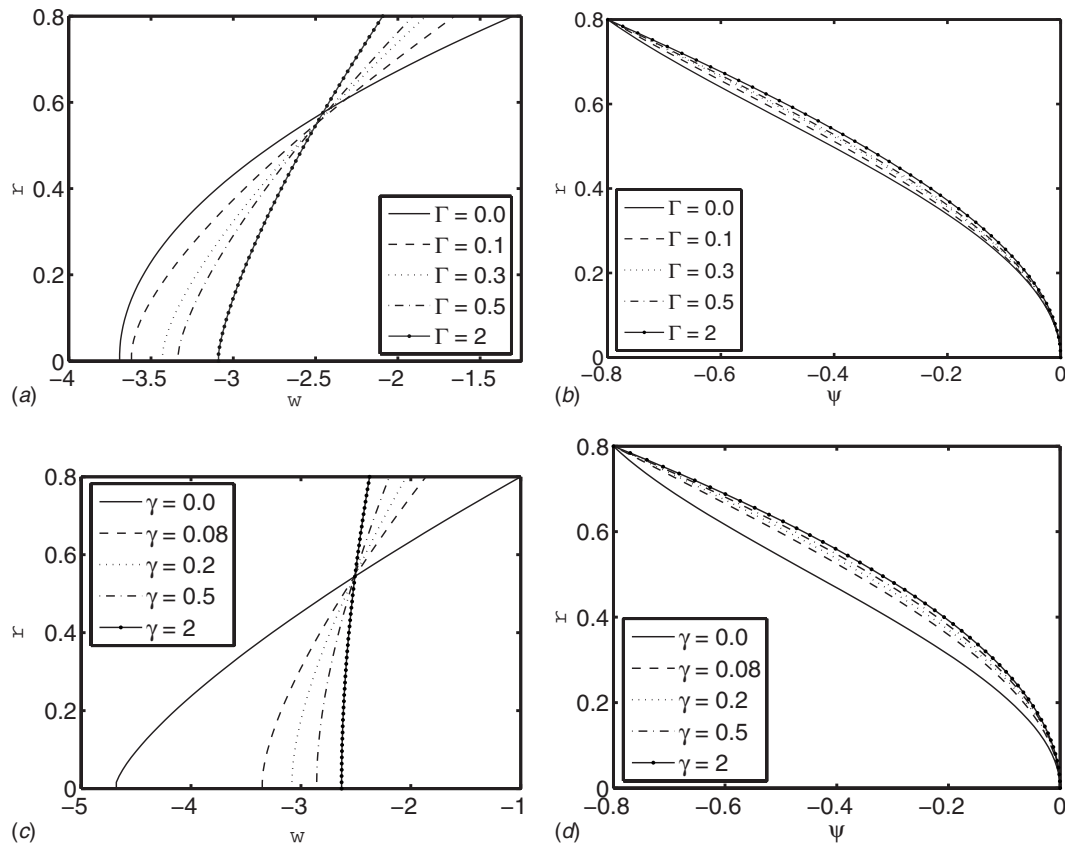 0.8
0.6
0.4
0.2
0
r
Γ = 0.0
Γ = 0.1
Γ = 0.3
Γ = 0.5
Γ = 2
−4 −3.5 −3 −2.5 −2 −1.5
w
(a)
0.8
0.6
0.4
0.2
0
r
Γ = 0.0
Γ = 0.1
Γ = 0.3
Γ = 0.5
Γ = 2
−0.8 −0.6 −0.4 −0.2 0
ψ
(b)
0.8
0.6
0.4
0.2
0
r
γ = 0.0
γ = 0.08
γ = 0.2
γ = 0.5
γ = 2
−5 −4 −3 −2 −1
w
(c)
0.8
0.6
0.4
0.2
0
r
γ = 0.0
γ = 0.08
γ = 0.2
γ = 0.5
γ = 2
−0.8 −0.6 −0.4 −0.2 0
ψ
(d)